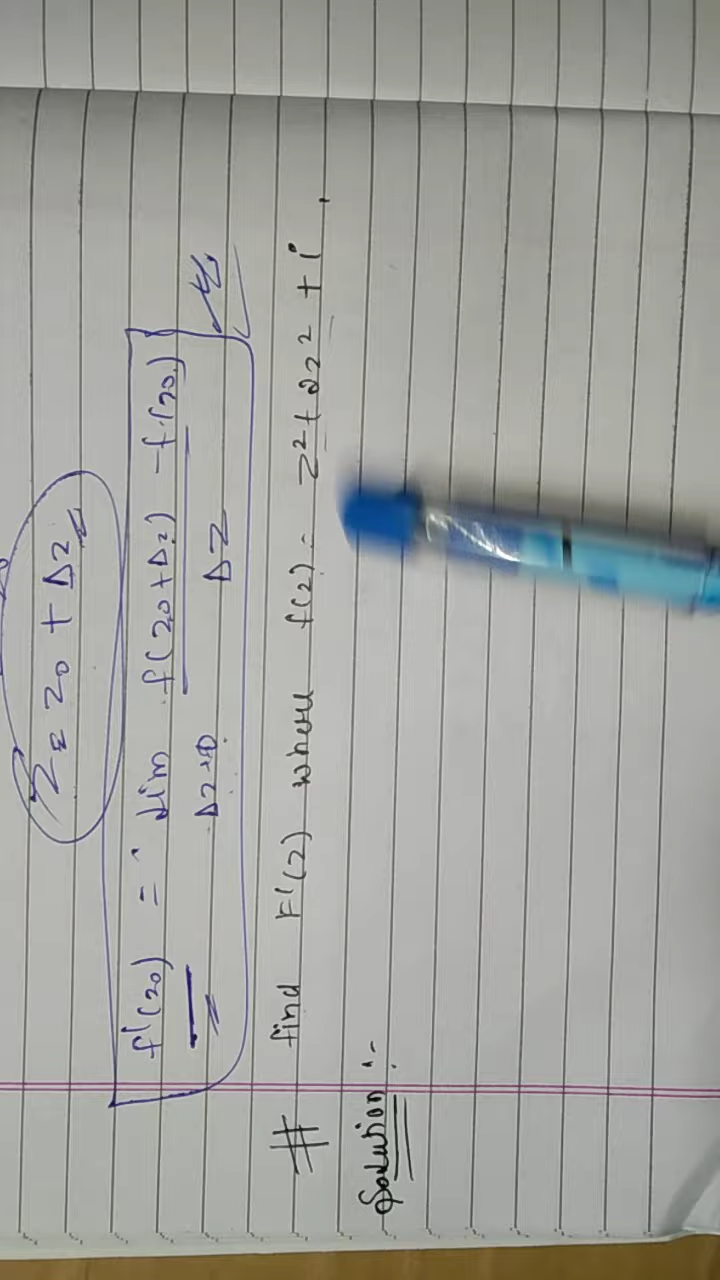 z = z₀ + Δz
f'(z₀) = lim Δz→0 f(z₀+Δz) - f(z₀) / Δz
# find F'(z) where f(z) = z² + 2z² + i.
Solution :-